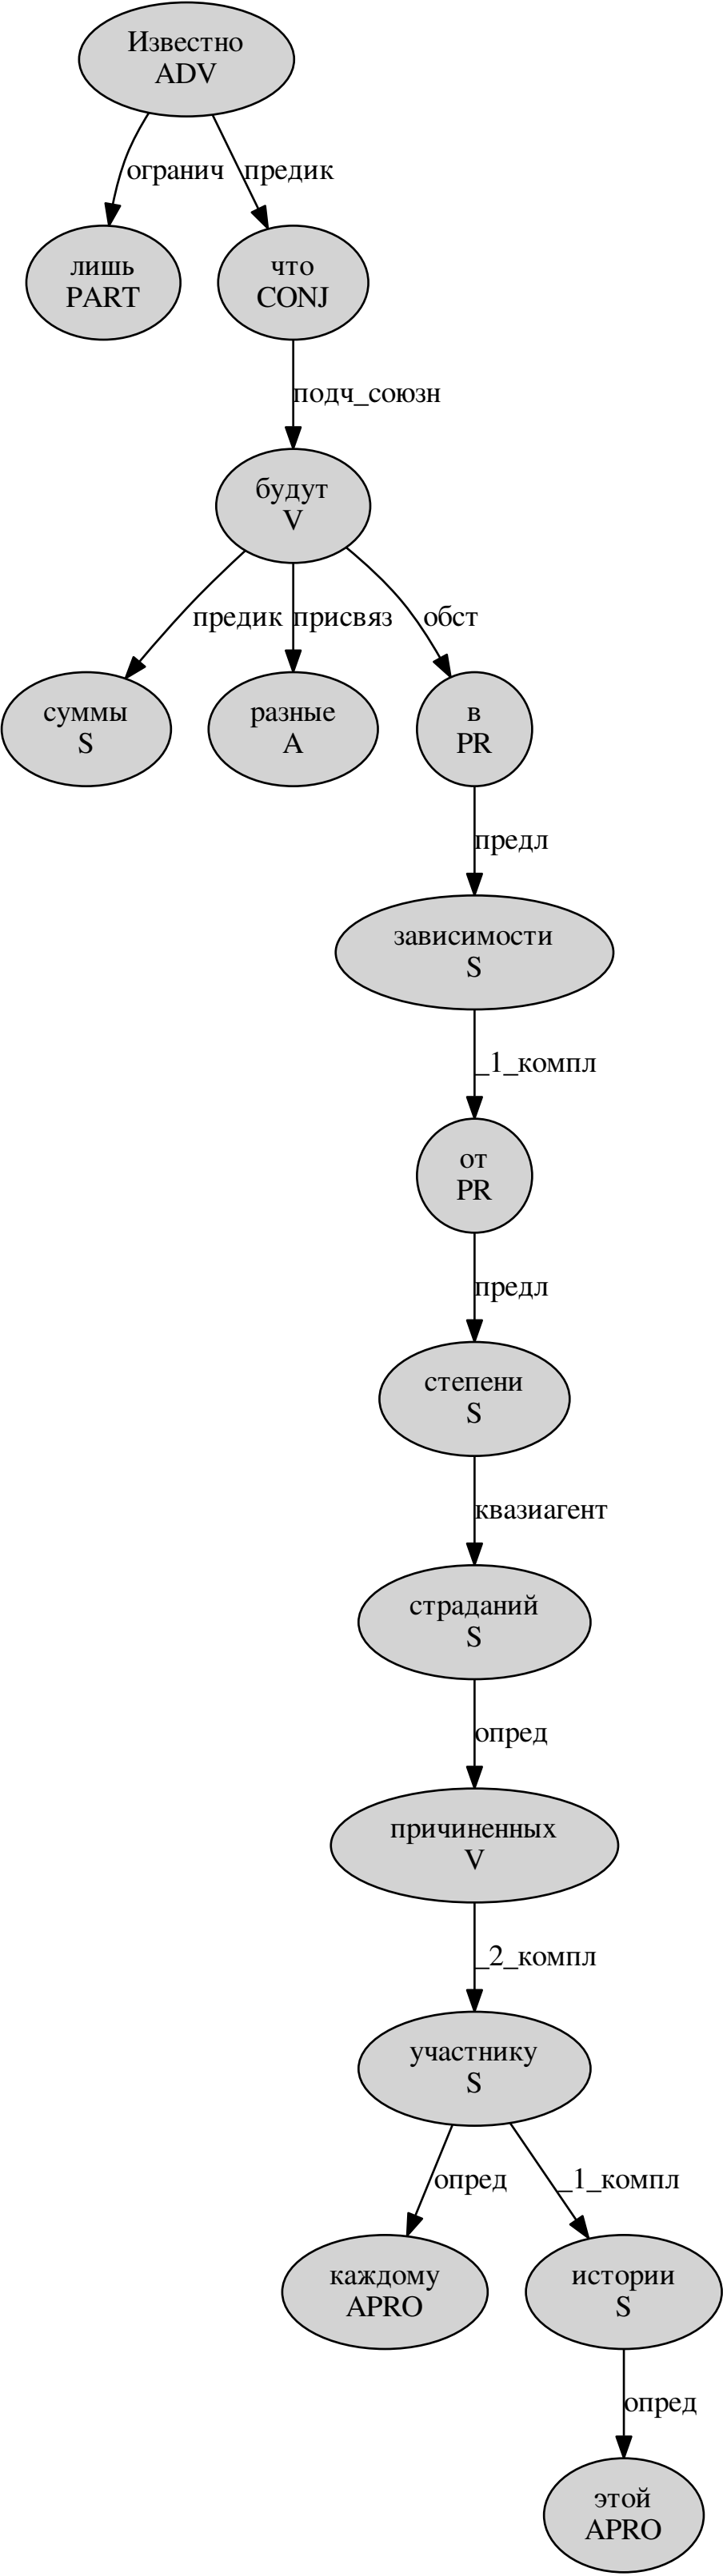 Известно
ADV
огранич
предик
лишь
PART
что
CONJ
подч_союзн
будут
V
предик
присвяз
обст
суммы
S
разные
A
в
PR
предл
зависимости
S
_1_компл
от
PR
предл
степени
S
квазиагент
страданий
S
опред
причиненных
V
_2_компл
участнику
S
опред
_1_компл
каждому
APRO
истории
S
опред
этой
APRO